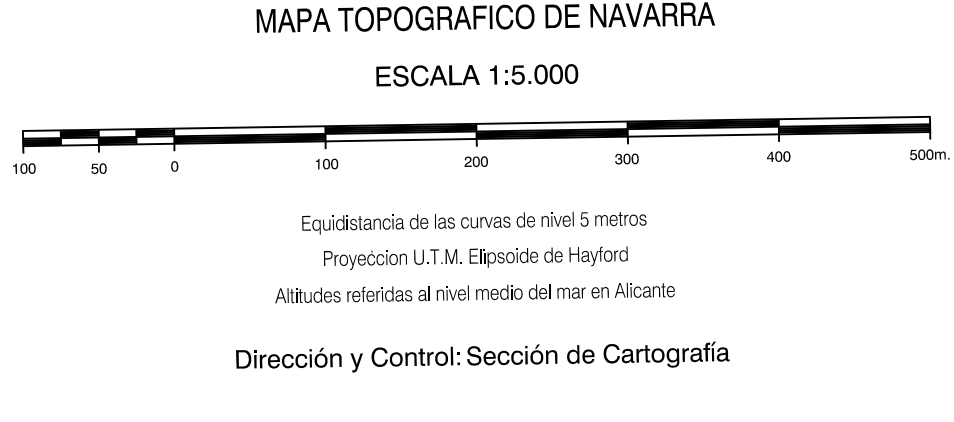 MAPA TOPOGRAFICO DE NAVARRA
ESCALA 1:5.000
100 50 0 100 200 300 400 500m.
Equidistancia de las curvas de nivel 5 metros
Proyeccion U.T.M. Elipsoide de Hayford
Altitudes referidas al nivel medio del mar en Alicante
Dirección y Control: Sección de Cartografía